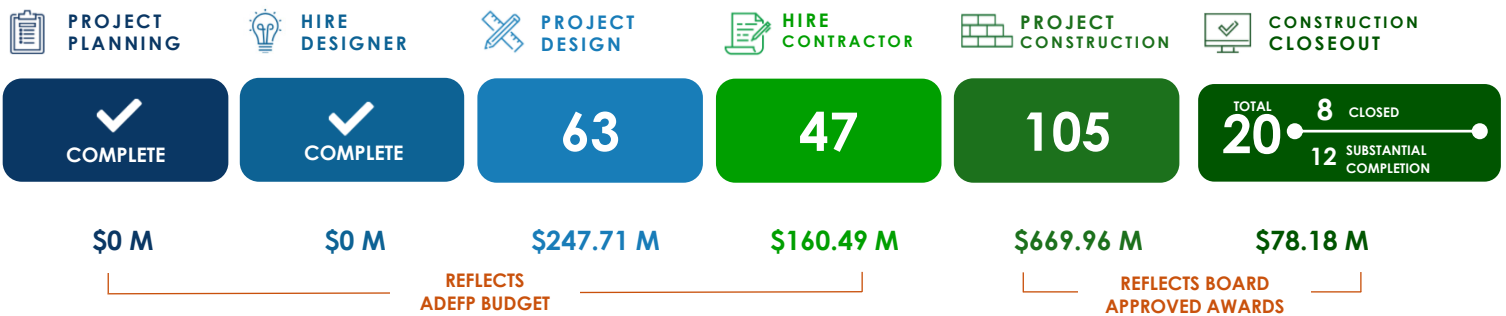 PROJECT
PLANNING
HIRE
DESIGNER
PROJECT
DESIGN
HIRE
CONTRACTOR
PROJECT
CONSTRUCTION
CONSTRUCTION
CLOSEOUT
COMPLETE
COMPLETE
63
47
105
TOTAL
20
8 CLOSED
12 SUBSTANTIAL
COMPLETION
$0 M
$0 M
$247.71 M
$160.49 M
$669.96 M
$78.18 M
REFLECTS
ADEFP BUDGET
REFLECTS BOARD
APPROVED AWARDS